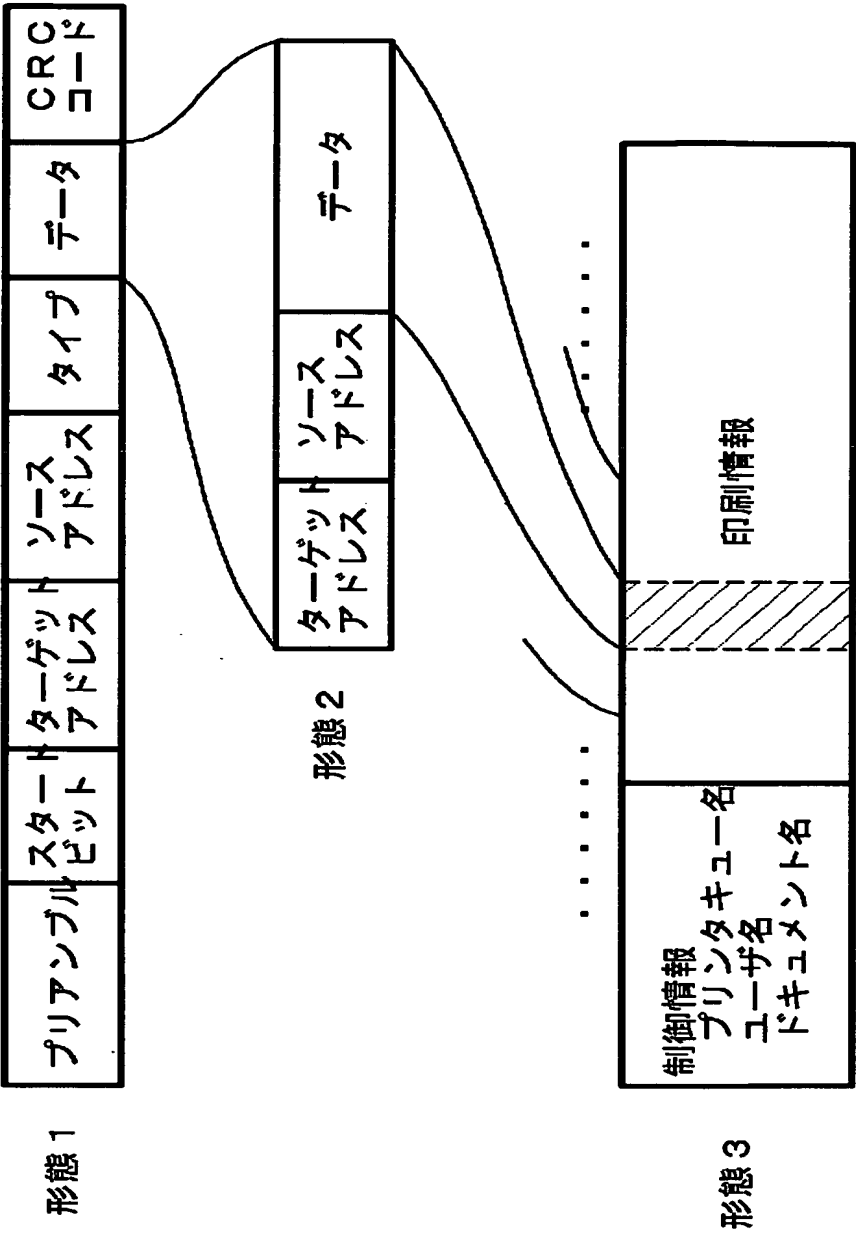 形態１
プリアンブル
スタート
ビット
ターゲット
アドレス
ソース
アドレス
タイプ
データ
ＣＲＣ
コード
形態２
ターゲット
アドレス
ソース
アドレス
データ
形態３
制御情報
プリンタキュー名
ユーザ名
ドキュメント名
印刷情報